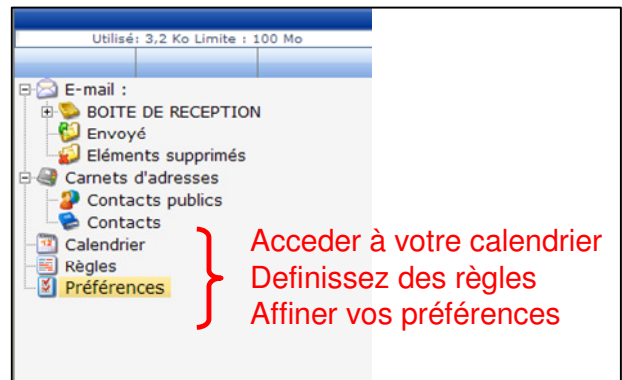 Utilisé: 3,2 Ko Limite : 100 Mo
E-mail :
BOITE DE RECEPTION
Envoyé
Eléments supprimés
Carnets d'adresses
Contacts publics
Contacts
12
Calendrier
Acceder à votre calendrier
Règles
Definissez des règles
Préférences
Affiner vos préférences